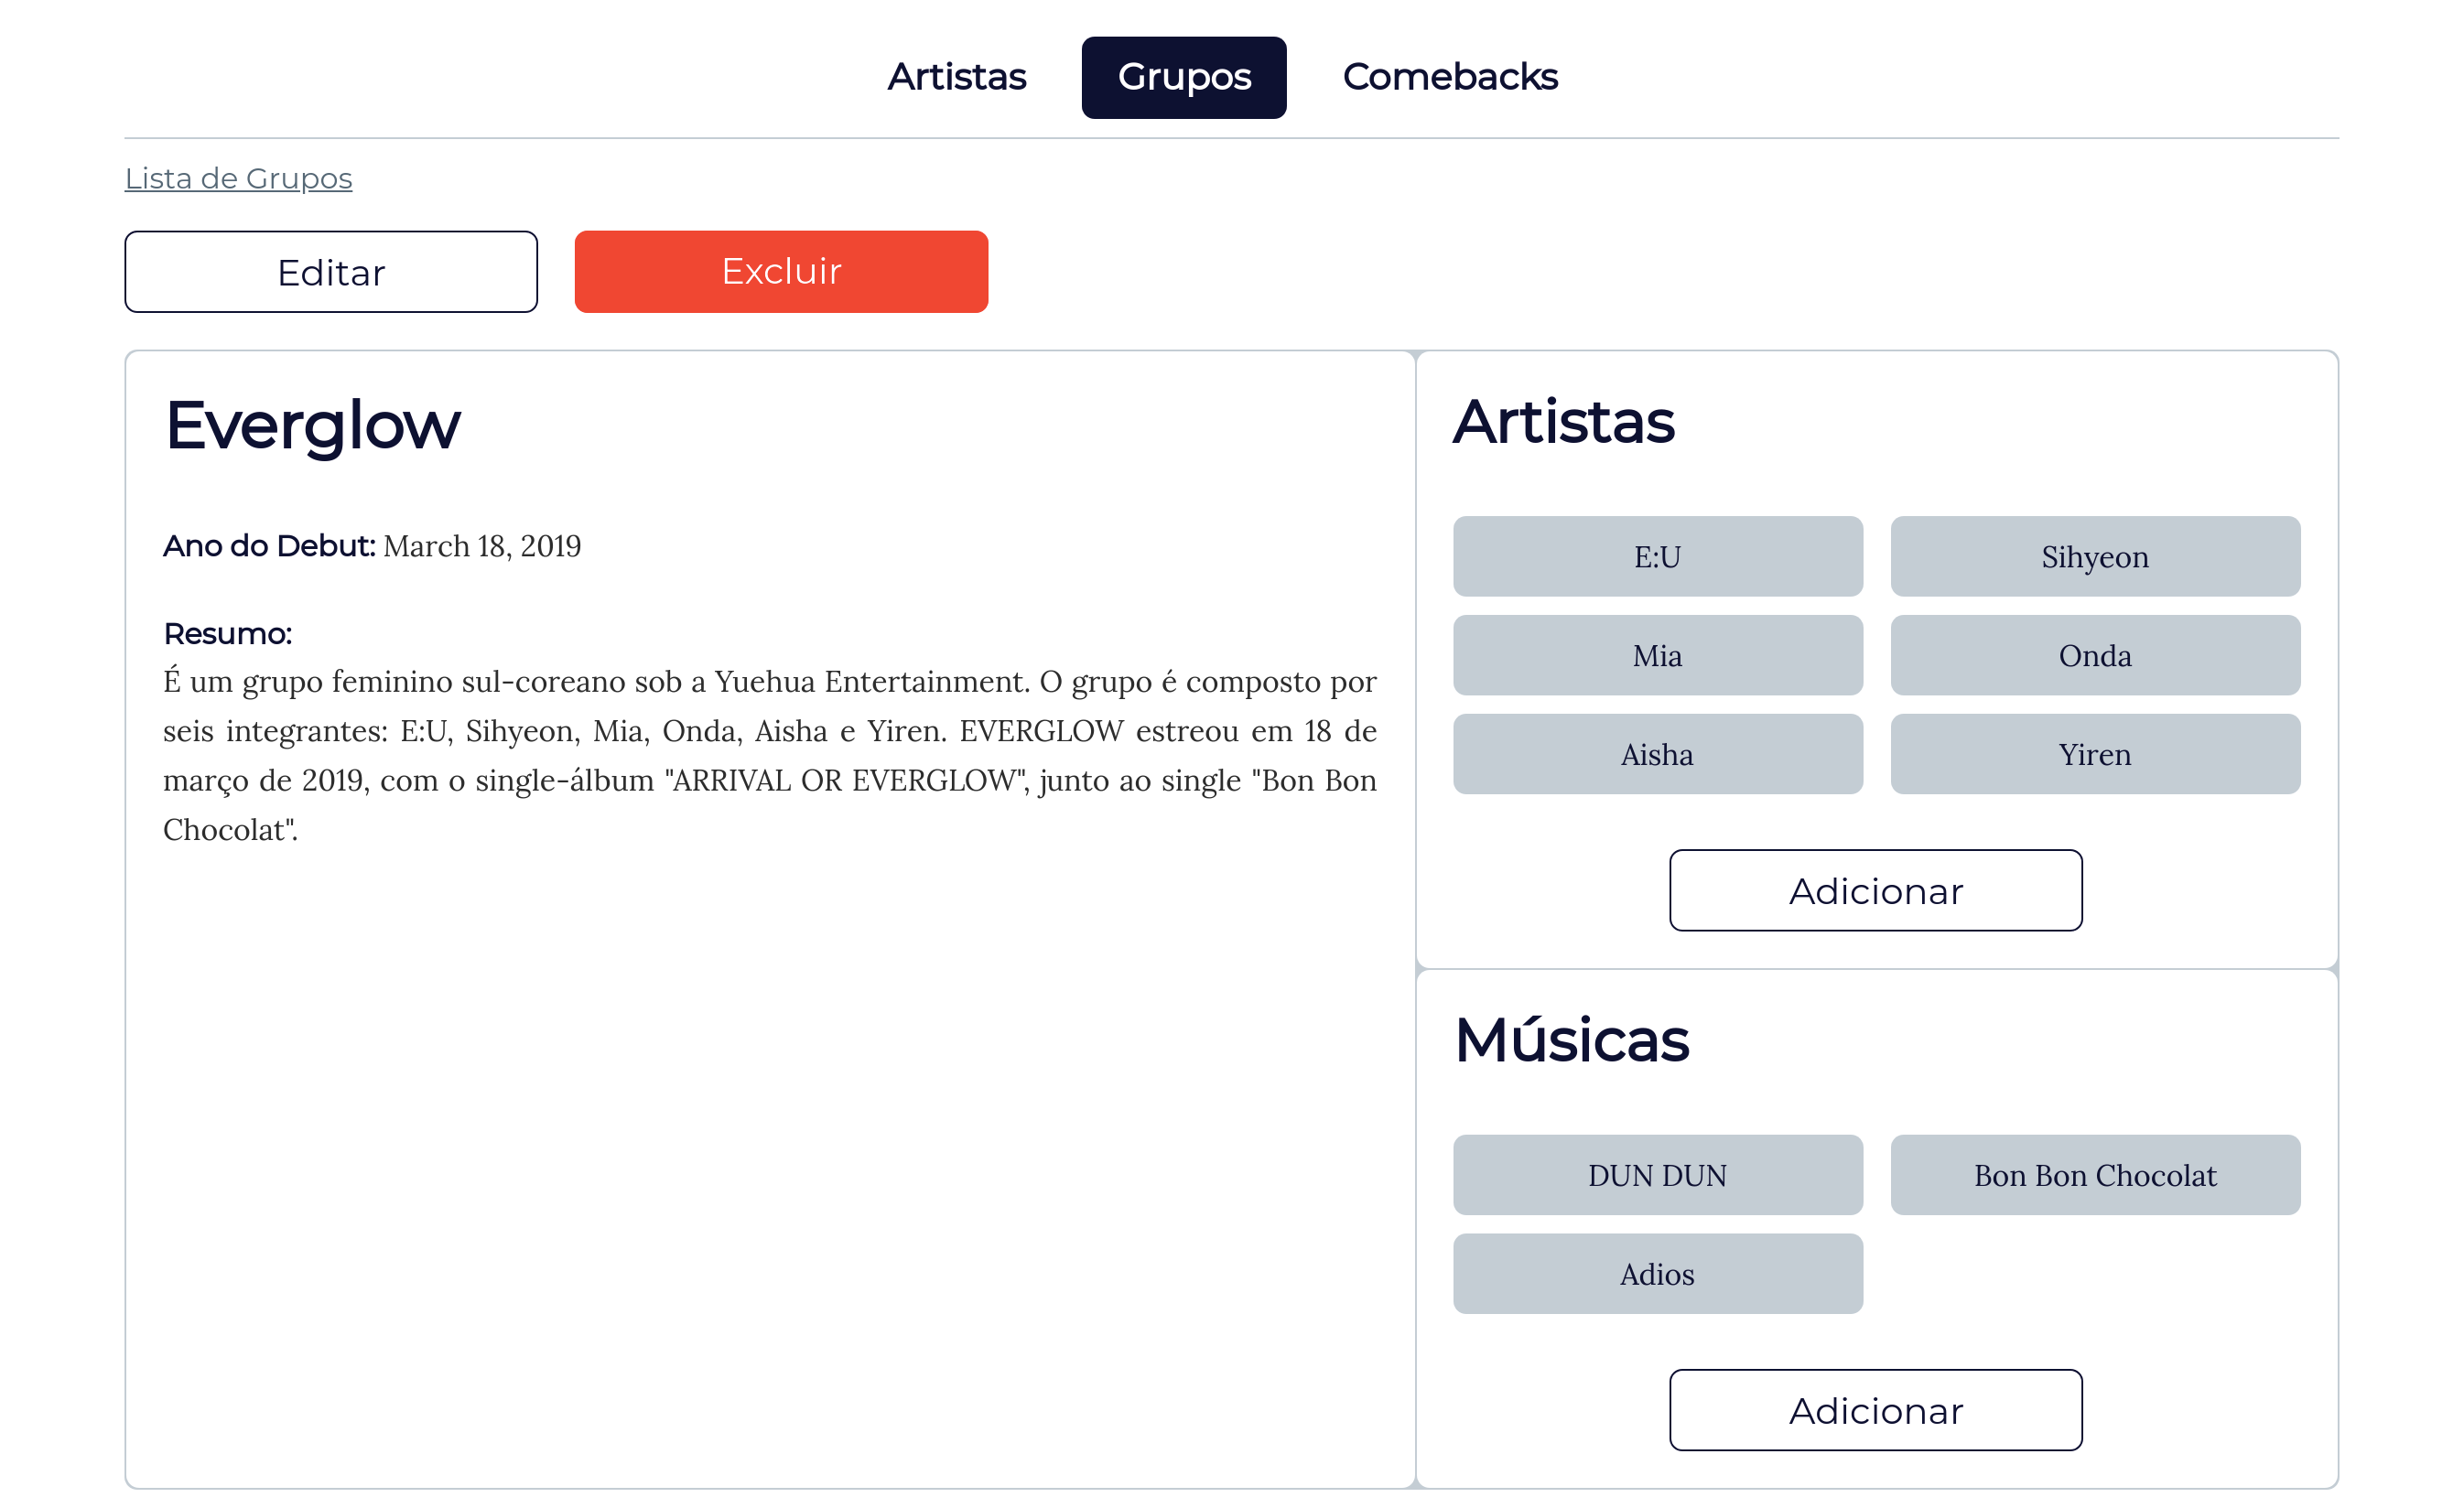 Artistas Grupos Comebacks
Lista de Grupos
Editar Excluir
Everglow
Ano do Debut: March 18, 2019
Resumo:
É um grupo feminino sul-coreano sob a Yuehua Entertainment. O grupo é composto por
seis integrantes: E:U, Sihyeon, Mia, Onda, Aisha e Yiren. EVERGLOW estreou em 18 de
março de 2019, com o single-álbum "ARRIVAL OR EVERGLOW", junto ao single "Bon Bon
Chocolat".
Artistas
E:U Sihyeon
Mia Onda
Aisha Yiren
Adicionar
Músicas
DUN DUN Bon Bon Chocolat
Adios
Adicionar